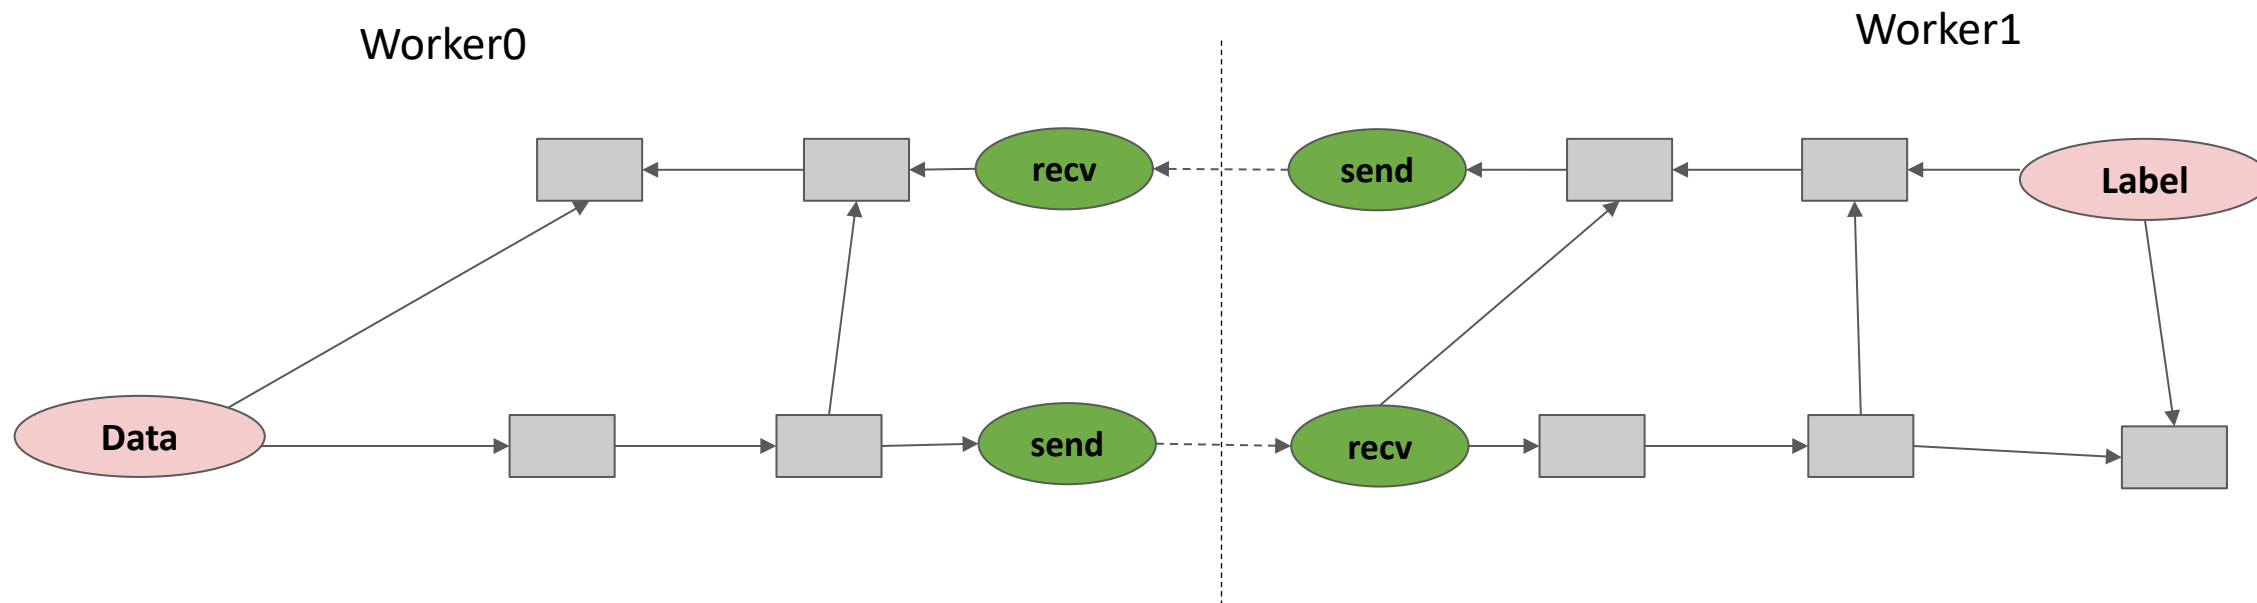 Worker0
Worker1
recv
send
Label
Data
send
recv